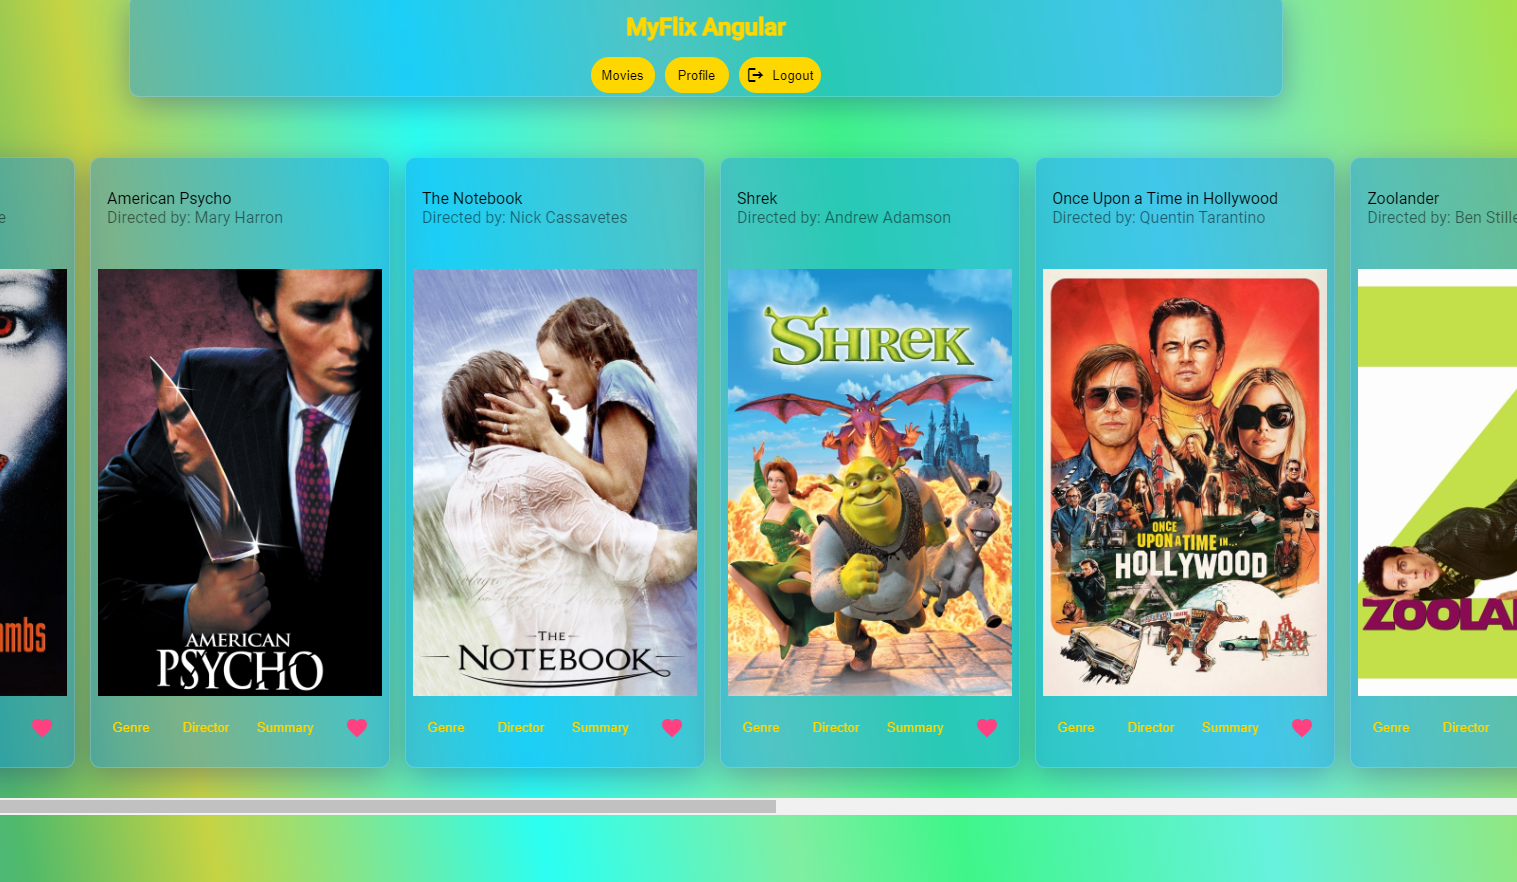 MyFlix Angular
Movies
Profile
Logout
e
American Psycho
Directed by: Mary Harron
The Notebook
Directed by: Nick Cassavetes
Shrek
Directed by: Andrew Adamson
Once Upon a Time in Hollywood
Directed by: Quentin Tarantino
Zoolander
Directed by: Ben Stille
mbs
AMERICAN
PSYCHO
THE
NOTEBOOK
SHREK
ONCE
UPON A TIME IN...
HOLLYWOOD
ZOOLA
Genre
Director
Summary
Genre
Director
Summary
Genre
Director
Summary
Genre
Director
Summary
Genre
Director